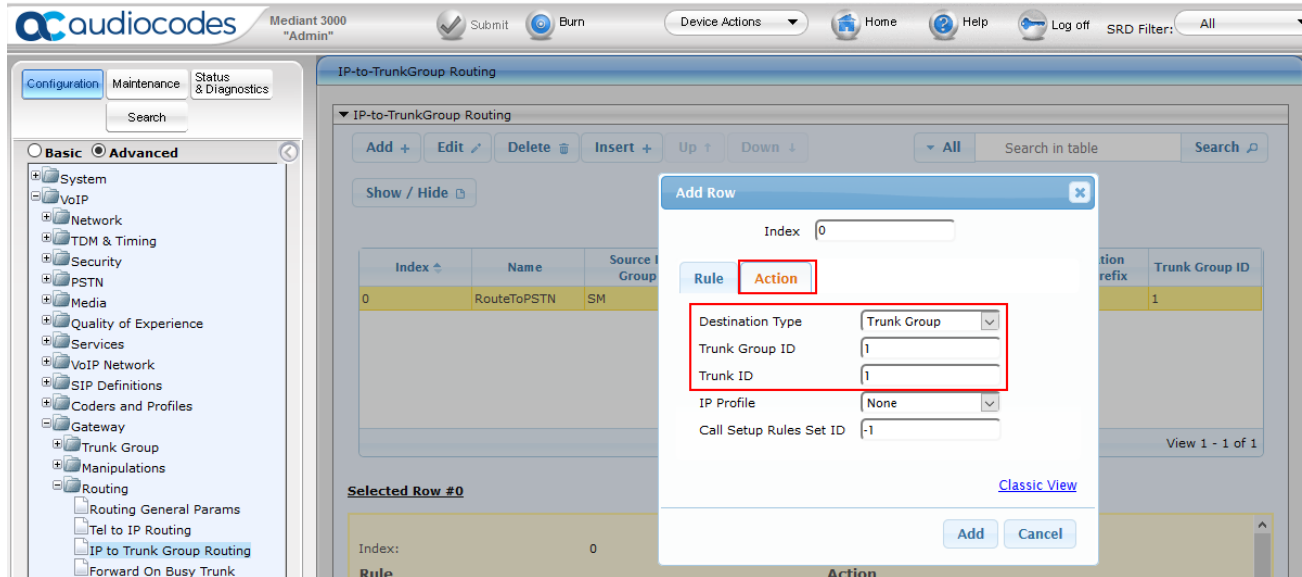 audiocodes
Mediant 3000
"Admin"
Submit
Burn
Device Actions
Home
Help
Log off
SRD Filter:
All
Configuration
Maintenance
Status
& Diagnostics
Search
Basic
Advanced
System
VoIP
Network
TDM & Timing
Security
PSTN
Media
Quality of Experience
Services
VoIP Network
SIP Definitions
Coders and Profiles
Gateway
Trunk Group
Manipulations
Routing
Routing General Params
Tel to IP Routing
IP to Trunk Group Routing
Forward On Busy Trunk
IP-to-TrunkGroup Routing
IP-to-TrunkGroup Routing
Add +
Edit
Delete
Insert +
Up ↑
Down ↓
All
Search in table
Search
Show / Hide
Index
Name
Source I
Group
tion
refix
Trunk Group ID
0
RouteToPSTN
SM
1
View 1 - 1 of 1
Selected Row #0
Index:
0
Rule
Action
Add Row
Index
0
Rule
Action
Destination Type
Trunk Group
Trunk Group ID
1
Trunk ID
1
IP Profile
None
Call Setup Rules Set ID
-1
Classic View
Add
Cancel